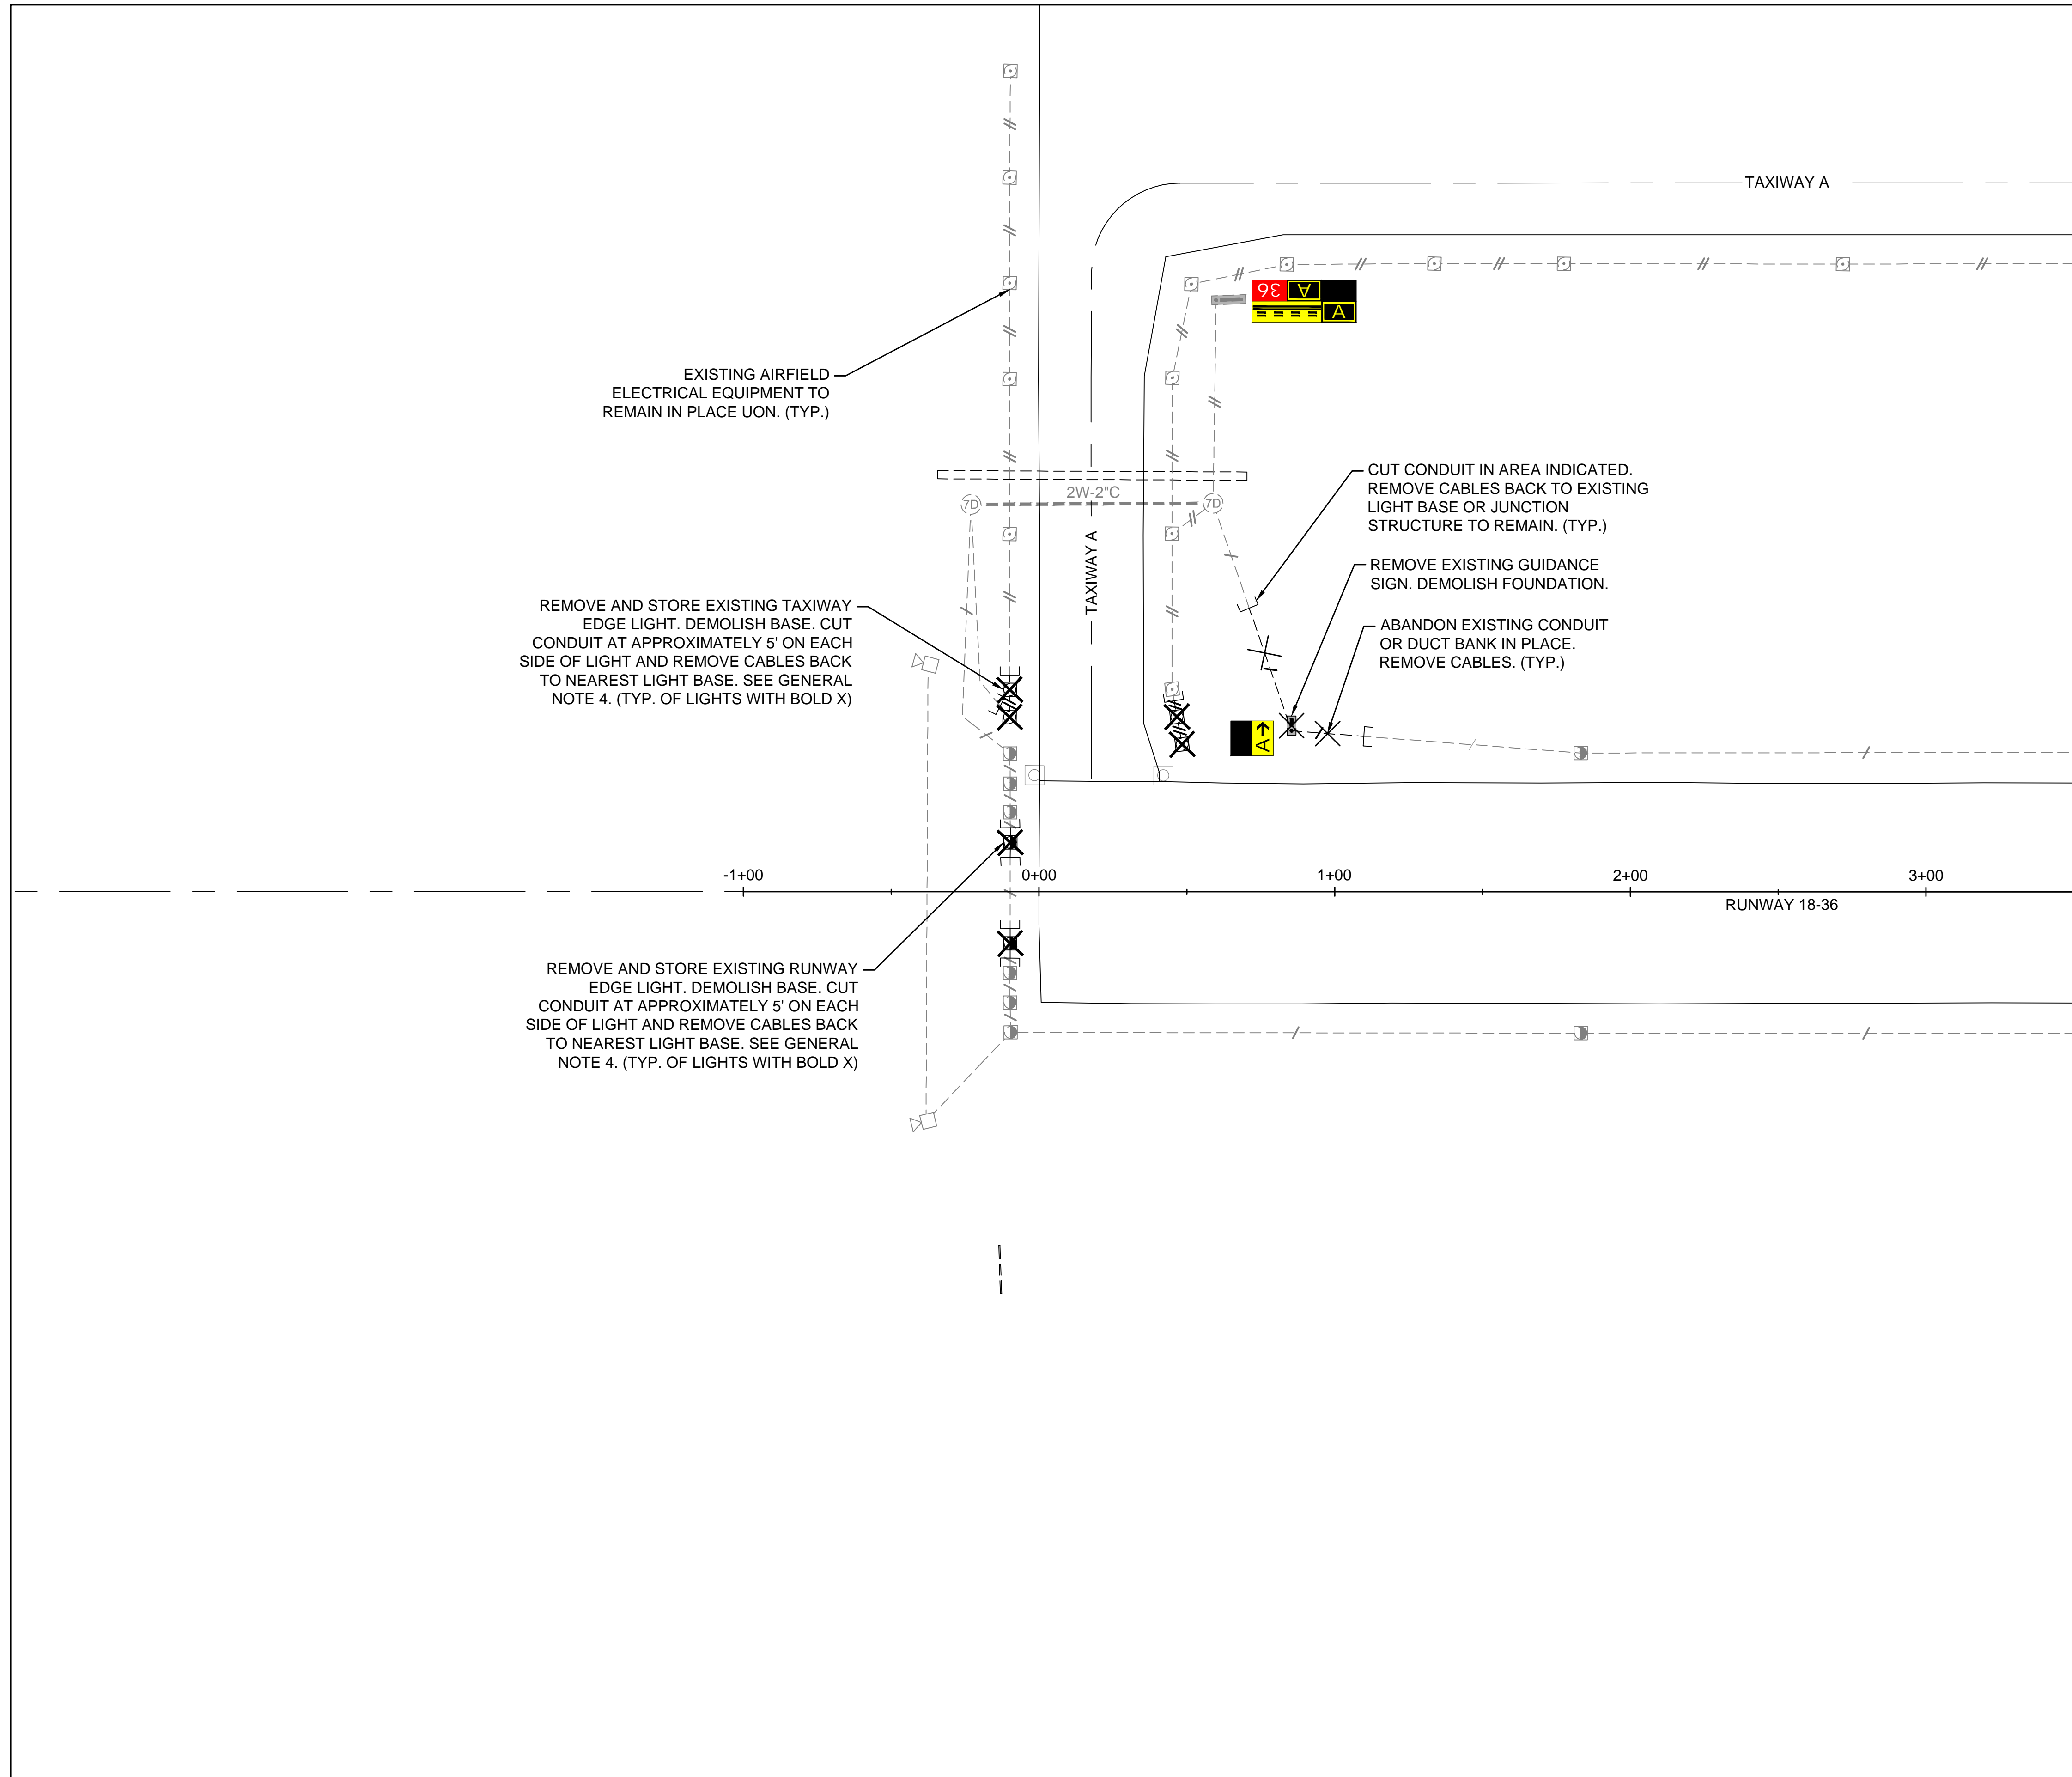 TAXIWAY A
36
A
A
EXISTING AIRFIELD
ELECTRICAL EQUIPMENT TO
REMAIN IN PLACE UON. (TYP.)
CUT CONDUIT IN AREA INDICATED.
REMOVE CABLES BACK TO EXISTING
LIGHT BASE OR JUNCTION
STRUCTURE TO REMAIN. (TYP.)
2W-2"C
7D
7D
TAXIWAY A
REMOVE EXISTING GUIDANCE
SIGN. DEMOLISH FOUNDATION.
REMOVE AND STORE EXISTING TAXIWAY
EDGE LIGHT. DEMOLISH BASE. CUT
CONDUIT AT APPROXIMATELY 5' ON EACH
SIDE OF LIGHT AND REMOVE CABLES BACK
TO NEAREST LIGHT BASE. SEE GENERAL
NOTE 4. (TYP. OF LIGHTS WITH BOLD X)
ABANDON EXISTING CONDUIT
OR DUCT BANK IN PLACE.
REMOVE CABLES. (TYP.)
A→
-1+00
0+00
1+00
2+00
3+00
RUNWAY 18-36
REMOVE AND STORE EXISTING RUNWAY
EDGE LIGHT. DEMOLISH BASE. CUT
CONDUIT AT APPROXIMATELY 5' ON EACH
SIDE OF LIGHT AND REMOVE CABLES BACK
TO NEAREST LIGHT BASE. SEE GENERAL
NOTE 4. (TYP. OF LIGHTS WITH BOLD X)